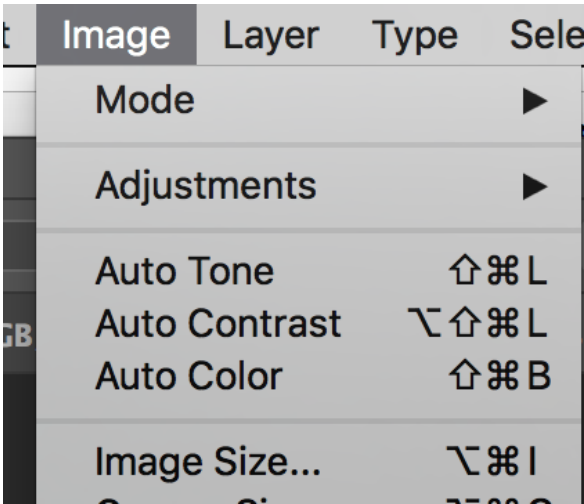 Image Layer Type
Mode ▶
Adjustments ▶
Auto Tone ⇧⌘L
Auto Contrast ⌥⇧⌘L
Auto Color ⇧⌘B
Image Size... ⌥⌘I